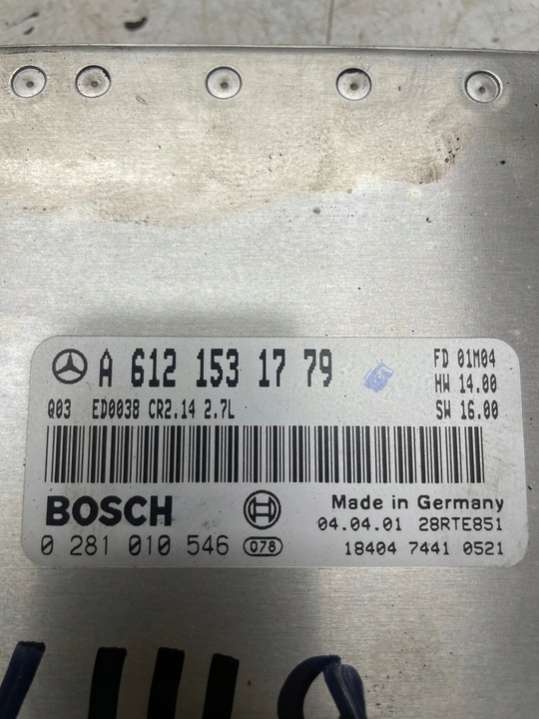 A 612 153 17 79
FD 01M04
HW 14.00
SW 16.00
Q03 ED0038 CR2.14 2.7L
BOSCH
Made in Germany
04.04.01 28RTE851
0 281 010 546 078
18404 7441 0521